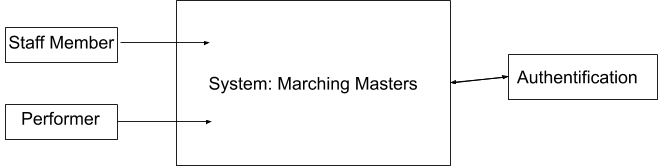 Staff Member
System: Marching Masters
Authentification
Performer